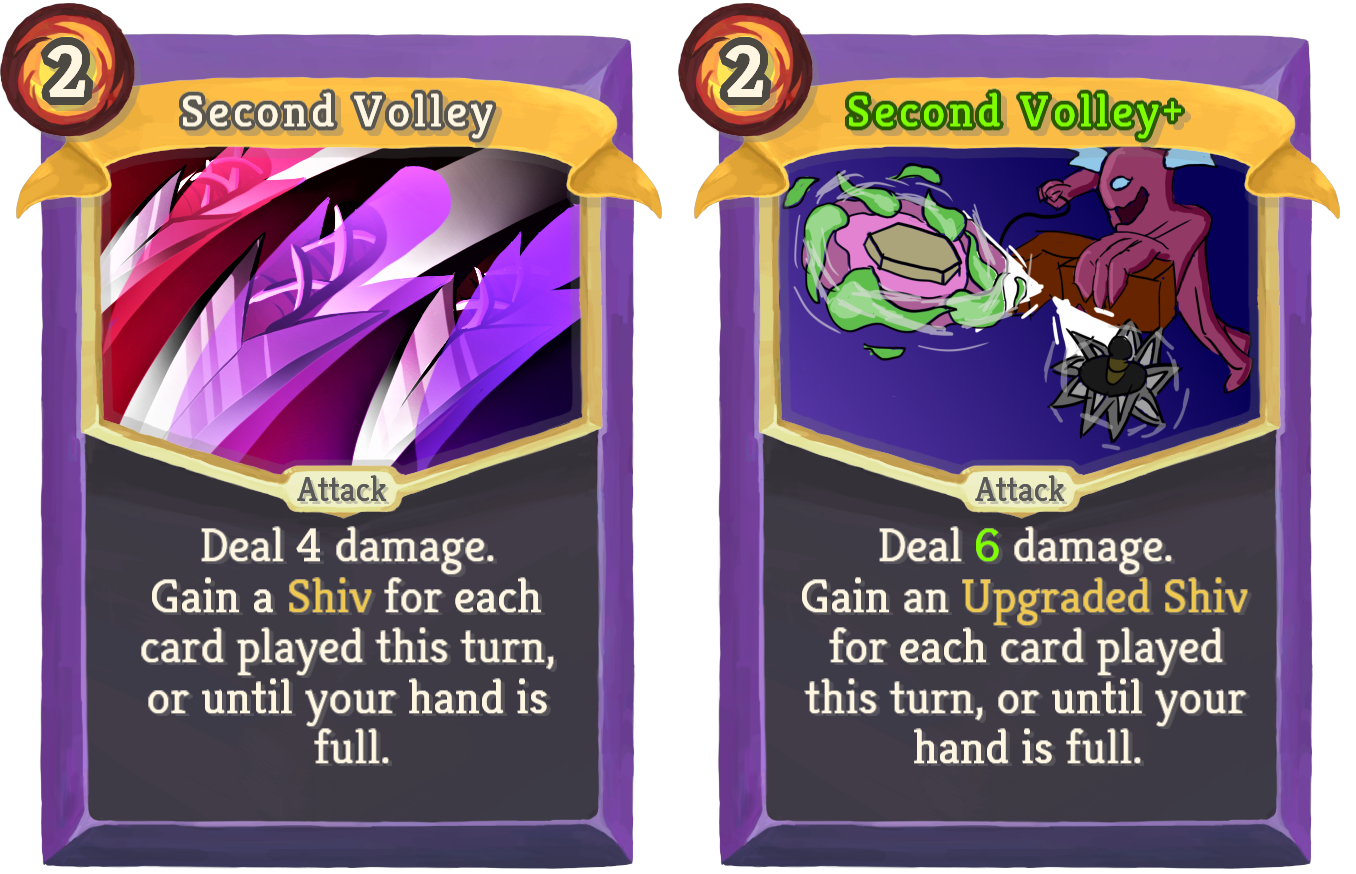 2
Second Volley
Attack
Deal 4 damage.
Gain a Shiv for each
card played this turn,
or until your hand is
full.
2
Second Volley+
Attack
Deal 6 damage.
Gain an Upgraded Shiv
for each card played
this turn, or until your
hand is full.